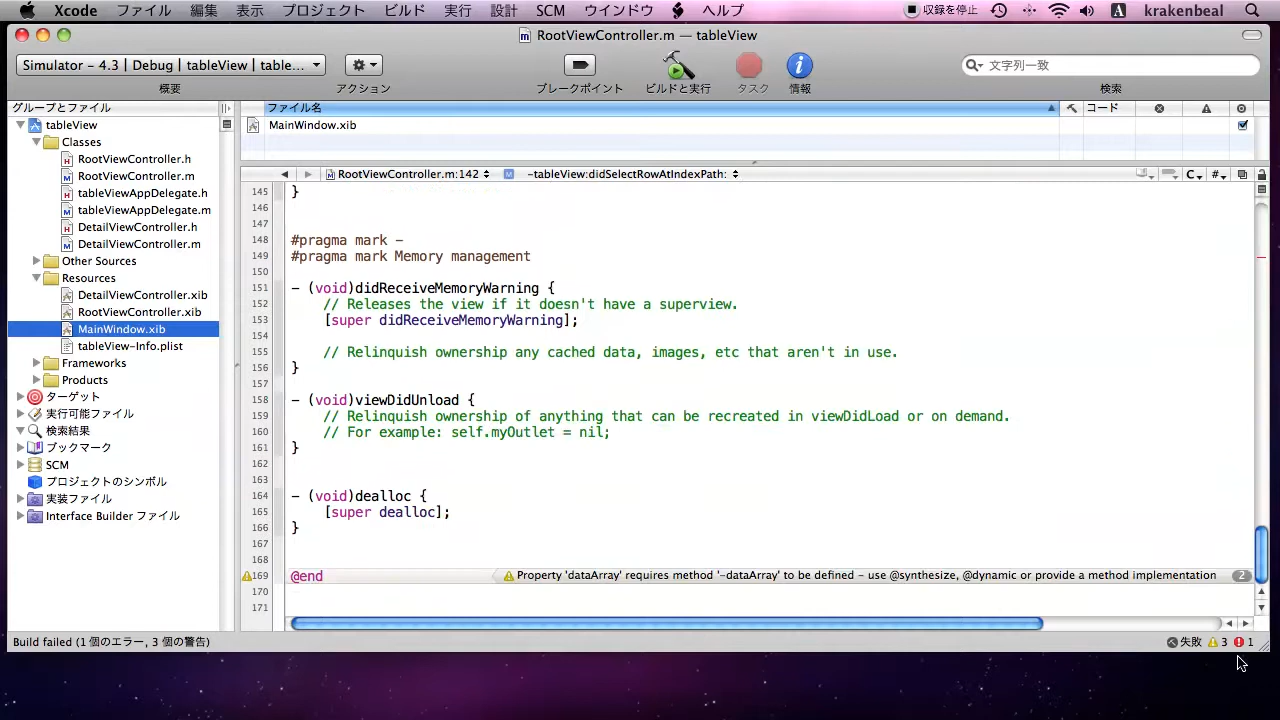 Xcode ファイル 編集 表示 プロジェクト ビルド 実行 設計 SCM ウインドウ ヘルプ 収録を停止 A krakenbeal
RootViewController.m — tableView
Simulator - 4.3 | Debug | tableView | table...
文字列一致
概要 アクション ブレークポイント ビルドと実行 タスク 情報 検索
グループとファイル
ファイル名 コード
tableView
Classes
RootViewController.h
RootViewController.m
tableViewAppDelegate.h
tableViewAppDelegate.m
DetailViewController.h
DetailViewController.m
Other Sources
Resources
DetailViewController.xib
RootViewController.xib
MainWindow.xib
tableView-Info.plist
Frameworks
Products
ターゲット
実行可能ファイル
検索結果
ブックマーク
SCM
プロジェクトのシンボル
実装ファイル
Interface Builder ファイル
MainWindow.xib
RootViewController.m:142 M -tableView:didSelectRowAtIndexPath: C #
145 }
146
147
148 #pragma mark -
149 #pragma mark Memory management
150
151 - (void)didReceiveMemoryWarning {
152 // Releases the view if it doesn't have a superview.
153 [super didReceiveMemoryWarning];
154
155 // Relinquish ownership any cached data, images, etc that aren't in use.
156 }
157
158 - (void)viewDidUnload {
159 // Relinquish ownership of anything that can be recreated in viewDidLoad or on demand.
160 // For example: self.myOutlet = nil;
161 }
162
163
164 - (void)dealloc {
165 [super dealloc];
166 }
167
168
169 @end Property 'dataArray' requires method '-dataArray' to be defined - use @synthesize, @dynamic or provide a method implementation 2
170
171
Build failed (1 個のエラー, 3 個の警告) 失敗 3 1